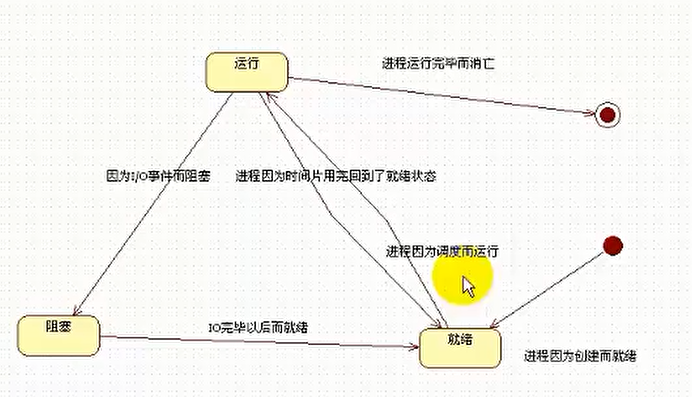 运行
进程运行完毕而消亡
因为I/O事件而阻塞
进程因为时间片用完回到了就绪状态
进程因为调度而运行
阻塞
IO完毕以后而就绪
就绪
进程因为创建而就绪